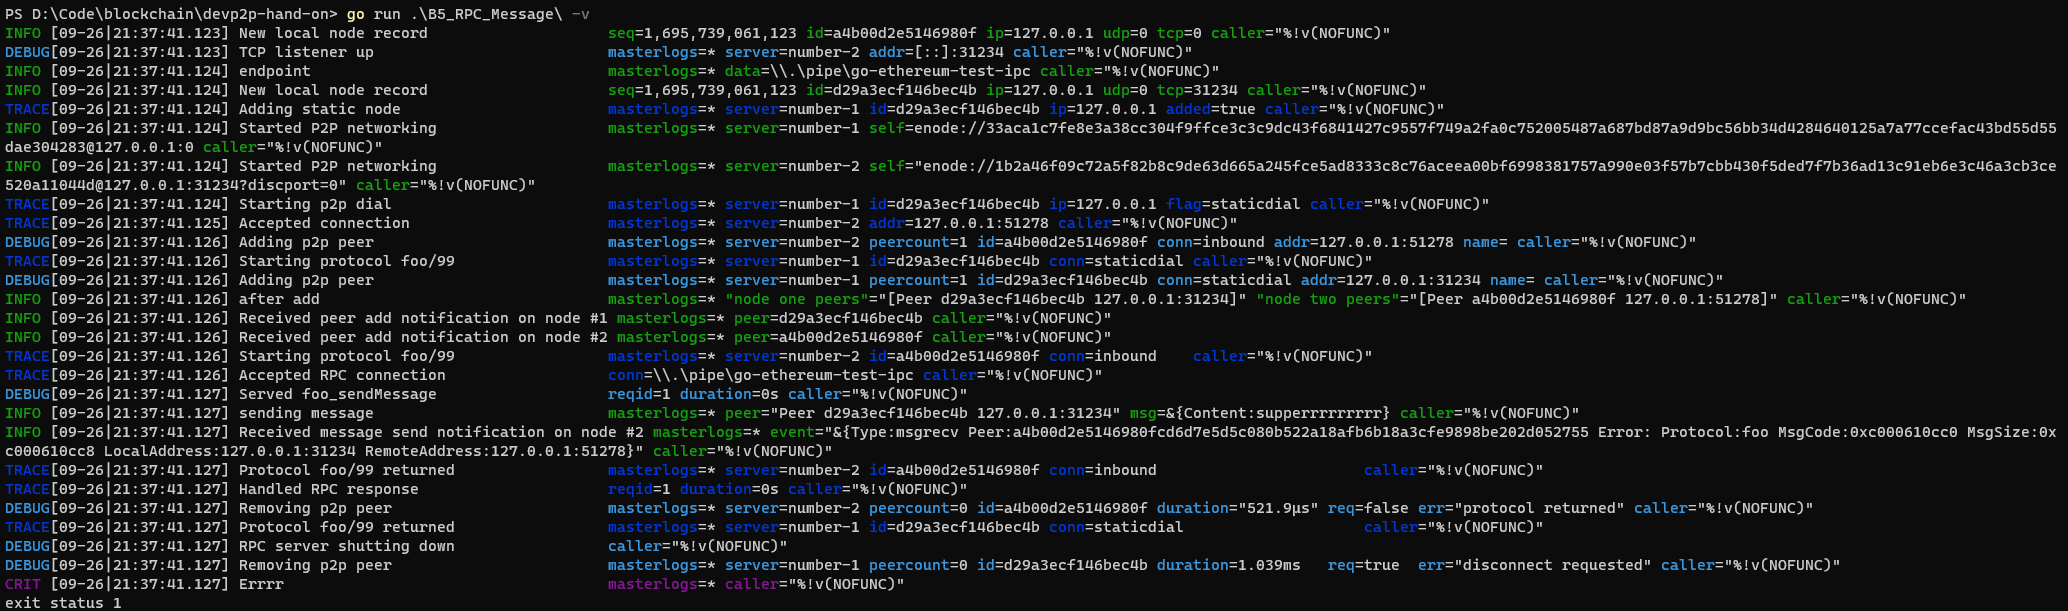 PS D:\Code\blockchain\devp2p-hand-on> go run .\B5_RPC_Message\ -v
INFO [09-26|21:37:41.123] New local node record seq=1,695,739,061,123 id=a4b00d2e5146980f ip=127.0.0.1 udp=0 tcp=0 caller="%!v(NOFUNC)"
DEBUG[09-26|21:37:41.123] TCP listener up masterlogs=* server=number-2 addr=[::]:31234 caller="%!v(NOFUNC)"
INFO [09-26|21:37:41.124] endpoint masterlogs=* data=\\.\pipe\go-ethereum-test-ipc caller="%!v(NOFUNC)"
INFO [09-26|21:37:41.124] New local node record seq=1,695,739,061,123 id=d29a3ecf146bec4b ip=127.0.0.1 udp=0 tcp=31234 caller="%!v(NOFUNC)"
TRACE[09-26|21:37:41.124] Adding static node masterlogs=* server=number-1 id=d29a3ecf146bec4b ip=127.0.0.1 added=true caller="%!v(NOFUNC)"
INFO [09-26|21:37:41.124] Started P2P networking masterlogs=* server=number-1 self=enode://33aca1c7fe8e3a38cc304f9ffce3c3c9dc43f6841427c9557f749a2fa0c752005487a687bd87a9d9bc56bb34d4284640125a7a77ccefac43bd55d55
dae304283@127.0.0.1:0 caller="%!v(NOFUNC)"
INFO [09-26|21:37:41.124] Started P2P networking masterlogs=* server=number-2 self="enode://1b2a46f09c72a5f82b8c9de63d665a245fce5ad8333c8c76aceea00bf6998381757a990e03f57b7cbb430f5ded7f7b36ad13c91eb6e3c46a3cb3ce
520a11044d@127.0.0.1:31234?discport=0" caller="%!v(NOFUNC)"
TRACE[09-26|21:37:41.124] Starting p2p dial masterlogs=* server=number-1 id=d29a3ecf146bec4b ip=127.0.0.1 flag=staticdial caller="%!v(NOFUNC)"
TRACE[09-26|21:37:41.125] Accepted connection masterlogs=* server=number-2 addr=127.0.0.1:51278 caller="%!v(NOFUNC)"
DEBUG[09-26|21:37:41.126] Adding p2p peer masterlogs=* server=number-2 peercount=1 id=a4b00d2e5146980f conn=inbound addr=127.0.0.1:51278 name= caller="%!v(NOFUNC)"
TRACE[09-26|21:37:41.126] Starting protocol foo/99 masterlogs=* server=number-1 id=d29a3ecf146bec4b conn=staticdial caller="%!v(NOFUNC)"
DEBUG[09-26|21:37:41.126] Adding p2p peer masterlogs=* server=number-1 peercount=1 id=d29a3ecf146bec4b conn=staticdial addr=127.0.0.1:31234 name= caller="%!v(NOFUNC)"
INFO [09-26|21:37:41.126] after add masterlogs=* "node one peers"="[Peer d29a3ecf146bec4b 127.0.0.1:31234]" "node two peers"="[Peer a4b00d2e5146980f 127.0.0.1:51278]" caller="%!v(NOFUNC)"
INFO [09-26|21:37:41.126] Received peer add notification on node #1 masterlogs=* peer=d29a3ecf146bec4b caller="%!v(NOFUNC)"
INFO [09-26|21:37:41.126] Received peer add notification on node #2 masterlogs=* peer=a4b00d2e5146980f caller="%!v(NOFUNC)"
TRACE[09-26|21:37:41.126] Starting protocol foo/99 masterlogs=* server=number-2 id=a4b00d2e5146980f conn=inbound caller="%!v(NOFUNC)"
TRACE[09-26|21:37:41.126] Accepted RPC connection conn=\\.\pipe\go-ethereum-test-ipc caller="%!v(NOFUNC)"
DEBUG[09-26|21:37:41.127] Served foo_sendMessage reqid=1 duration=0s caller="%!v(NOFUNC)"
INFO [09-26|21:37:41.127] sending message masterlogs=* peer="Peer d29a3ecf146bec4b 127.0.0.1:31234" msg=&{Content:supperrrrrrrrr} caller="%!v(NOFUNC)"
INFO [09-26|21:37:41.127] Received message send notification on node #2 masterlogs=* event="&{Type:msgrecv Peer:a4b00d2e5146980fcd6d7e5d5c080b522a18afb6b18a3cfe9898be202d052755 Error: Protocol:foo MsgCode:0xc000610cc0 MsgSize:0x
c000610cc8 LocalAddress:127.0.0.1:31234 RemoteAddress:127.0.0.1:51278}" caller="%!v(NOFUNC)"
TRACE[09-26|21:37:41.127] Protocol foo/99 returned masterlogs=* server=number-2 id=a4b00d2e5146980f conn=inbound caller="%!v(NOFUNC)"
TRACE[09-26|21:37:41.127] Handled RPC response reqid=1 duration=0s caller="%!v(NOFUNC)"
DEBUG[09-26|21:37:41.127] Removing p2p peer masterlogs=* server=number-2 peercount=0 id=a4b00d2e5146980f duration="521.9µs" req=false err="protocol returned" caller="%!v(NOFUNC)"
TRACE[09-26|21:37:41.127] Protocol foo/99 returned masterlogs=* server=number-1 id=d29a3ecf146bec4b conn=staticdial caller="%!v(NOFUNC)"
DEBUG[09-26|21:37:41.127] RPC server shutting down caller="%!v(NOFUNC)"
DEBUG[09-26|21:37:41.127] Removing p2p peer masterlogs=* server=number-1 peercount=0 id=d29a3ecf146bec4b duration=1.039ms req=true err="disconnect requested" caller="%!v(NOFUNC)"
CRIT [09-26|21:37:41.127] Errrr masterlogs=* caller="%!v(NOFUNC)"
exit status 1